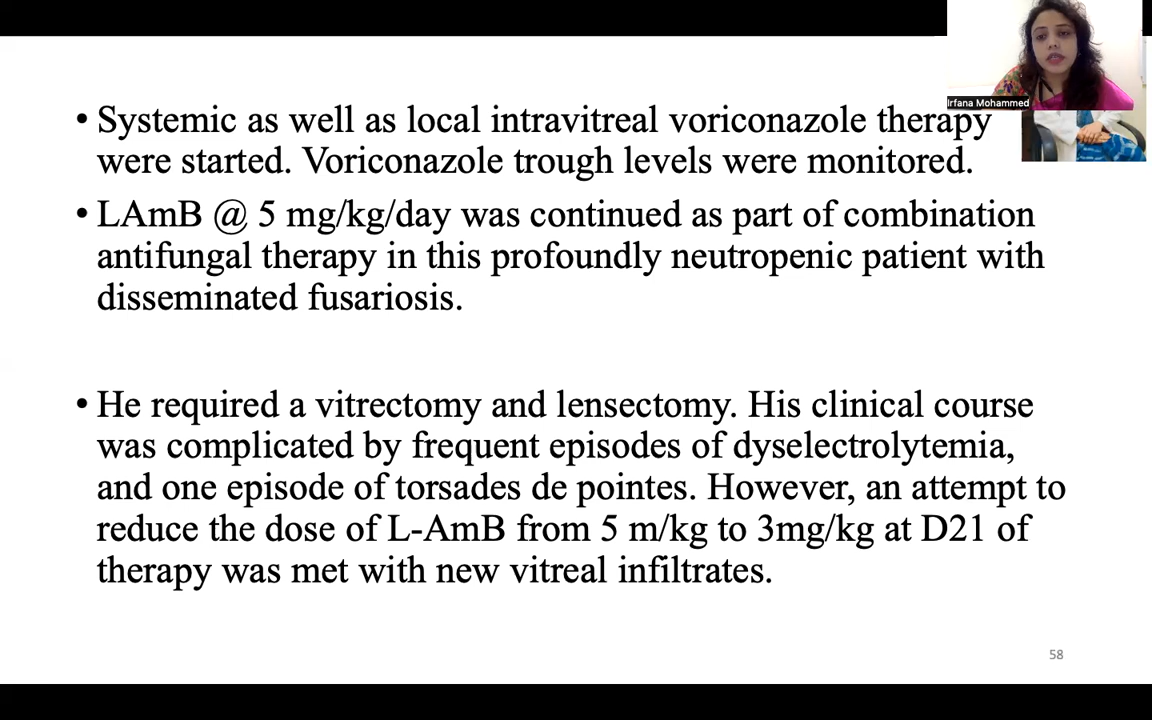 Irfana Mohammed
• Systemic as well as local intravitreal voriconazole therapy
were started. Voriconazole trough levels were monitored.
• LAmB @ 5 mg/kg/day was continued as part of combination
antifungal therapy in this profoundly neutropenic patient with
disseminated fusariosis.
• He required a vitrectomy and lensectomy. His clinical course
was complicated by frequent episodes of dyselectrolytemia,
and one episode of torsades de pointes. However, an attempt to
reduce the dose of L-AmB from 5 m/kg to 3mg/kg at D21 of
therapy was met with new vitreal infiltrates.
58